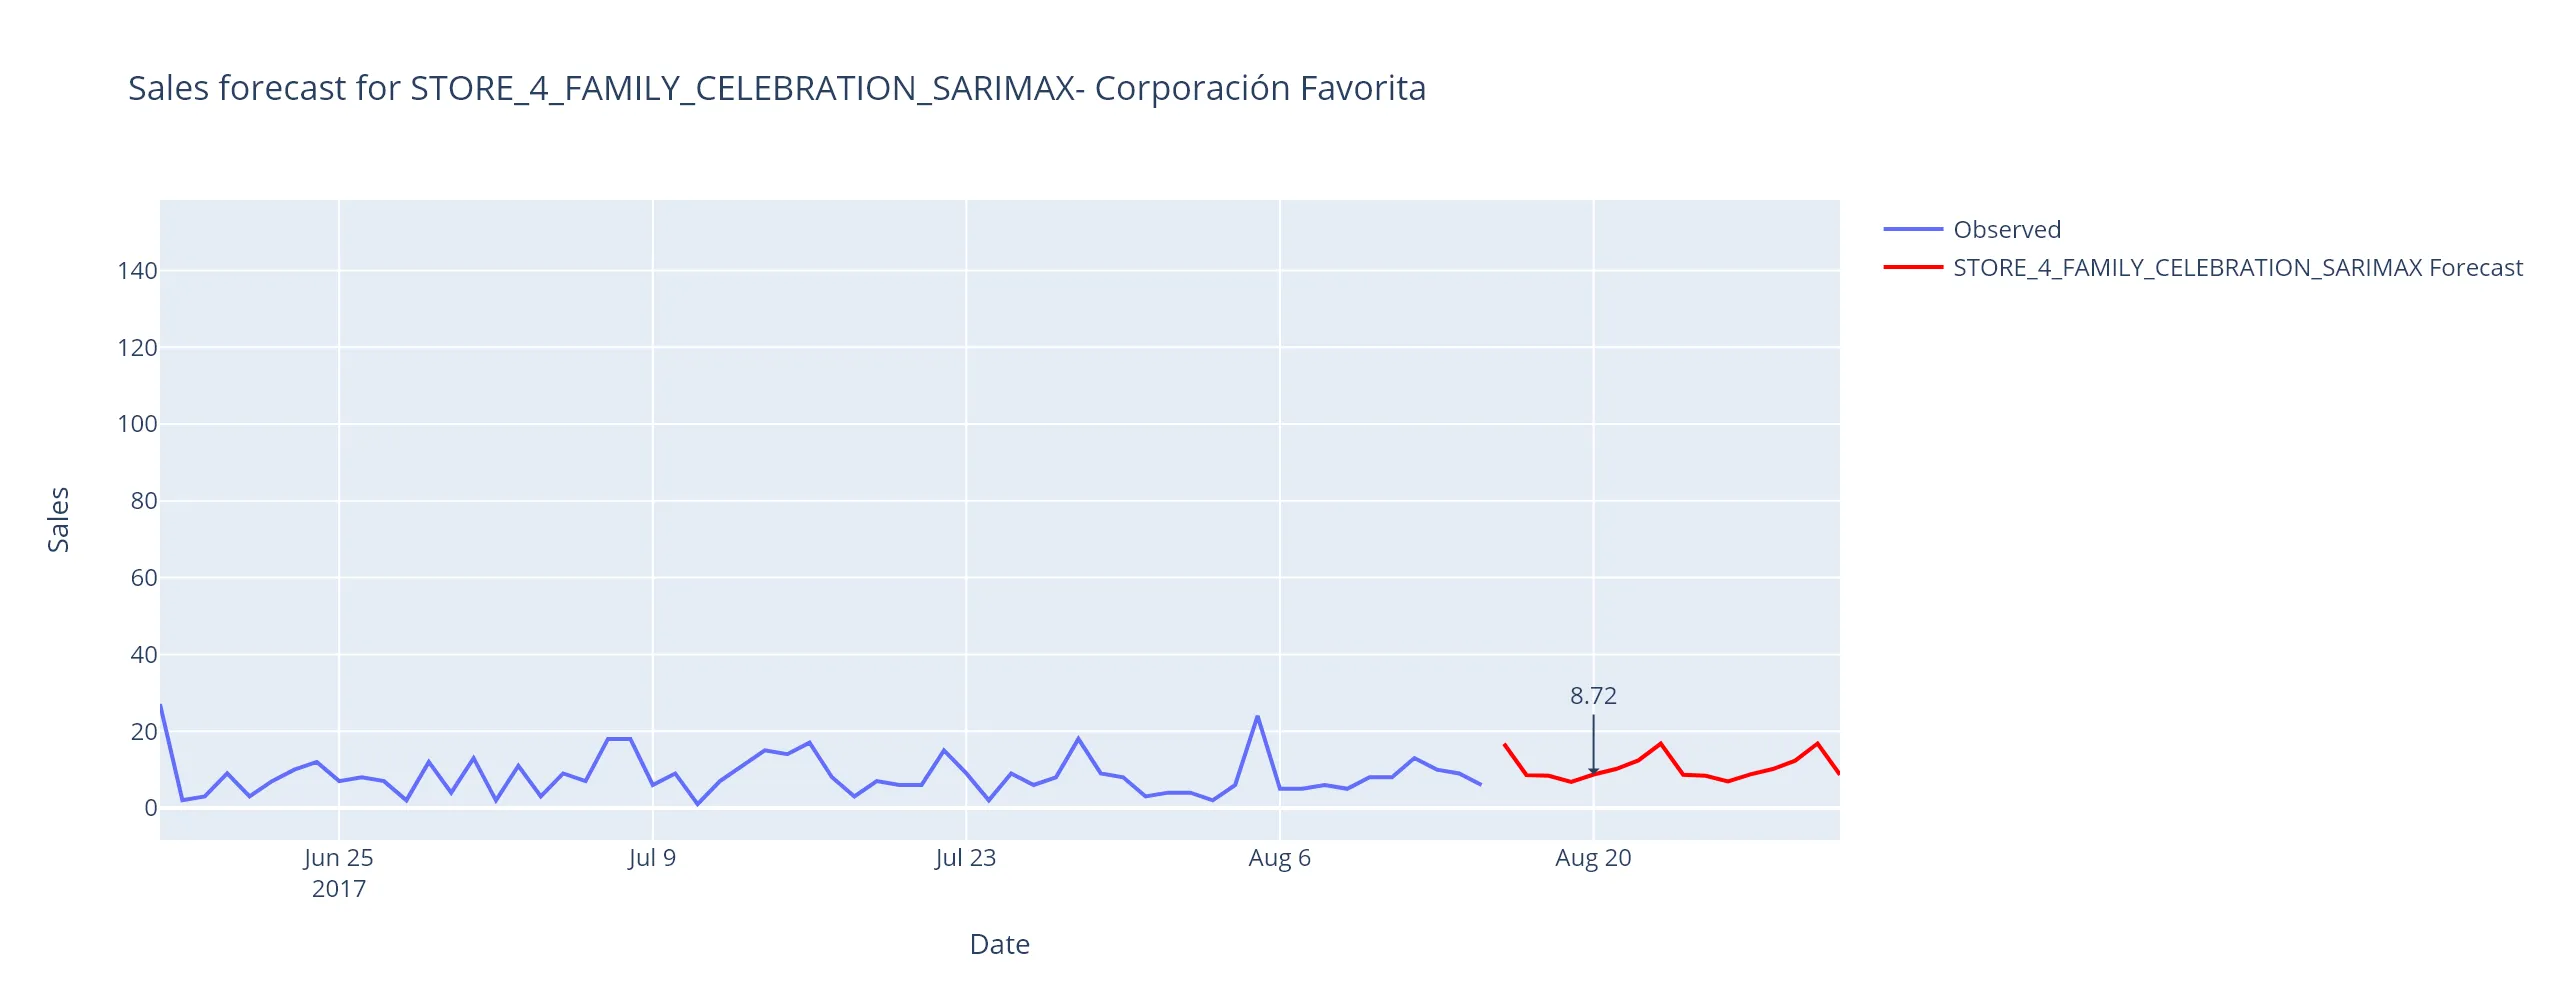 Sales forecast for STORE_4_FAMILY_CELEBRATION_SARIMAX- Corporación Favorita
Observed
STORE_4_FAMILY_CELEBRATION_SARIMAX Forecast
140
120
100
80
60
40
20
0
Sales
8.72
Jun 25
2017
Jul 9
Jul 23
Aug 6
Aug 20
Date